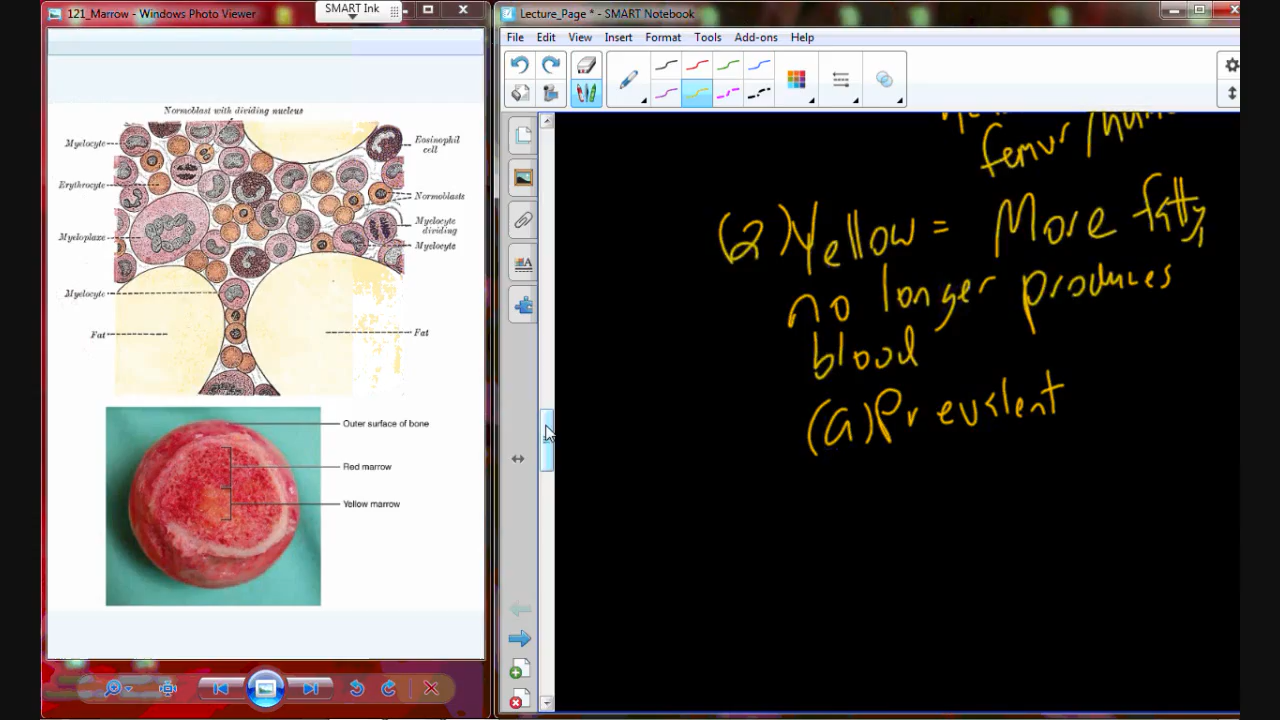 121_Marrow - Windows Photo Viewer
SMART Ink
Normoblast with dividing nucleus
Myelocyte
Erythrocyte
Myeloplaxe
Myelocyte
Fat
Eosinophil
cell
Normoblasts
Myelocyte
dividing
Myelocyte
Fat
Outer surface of bone
Red marrow
Yellow marrow
Lecture_Page * - SMART Notebook
File Edit View Insert Format Tools Add-ons Help
femur /
(2) Yellow = More fatty,
no longer produces
blood
(a) Prevalent